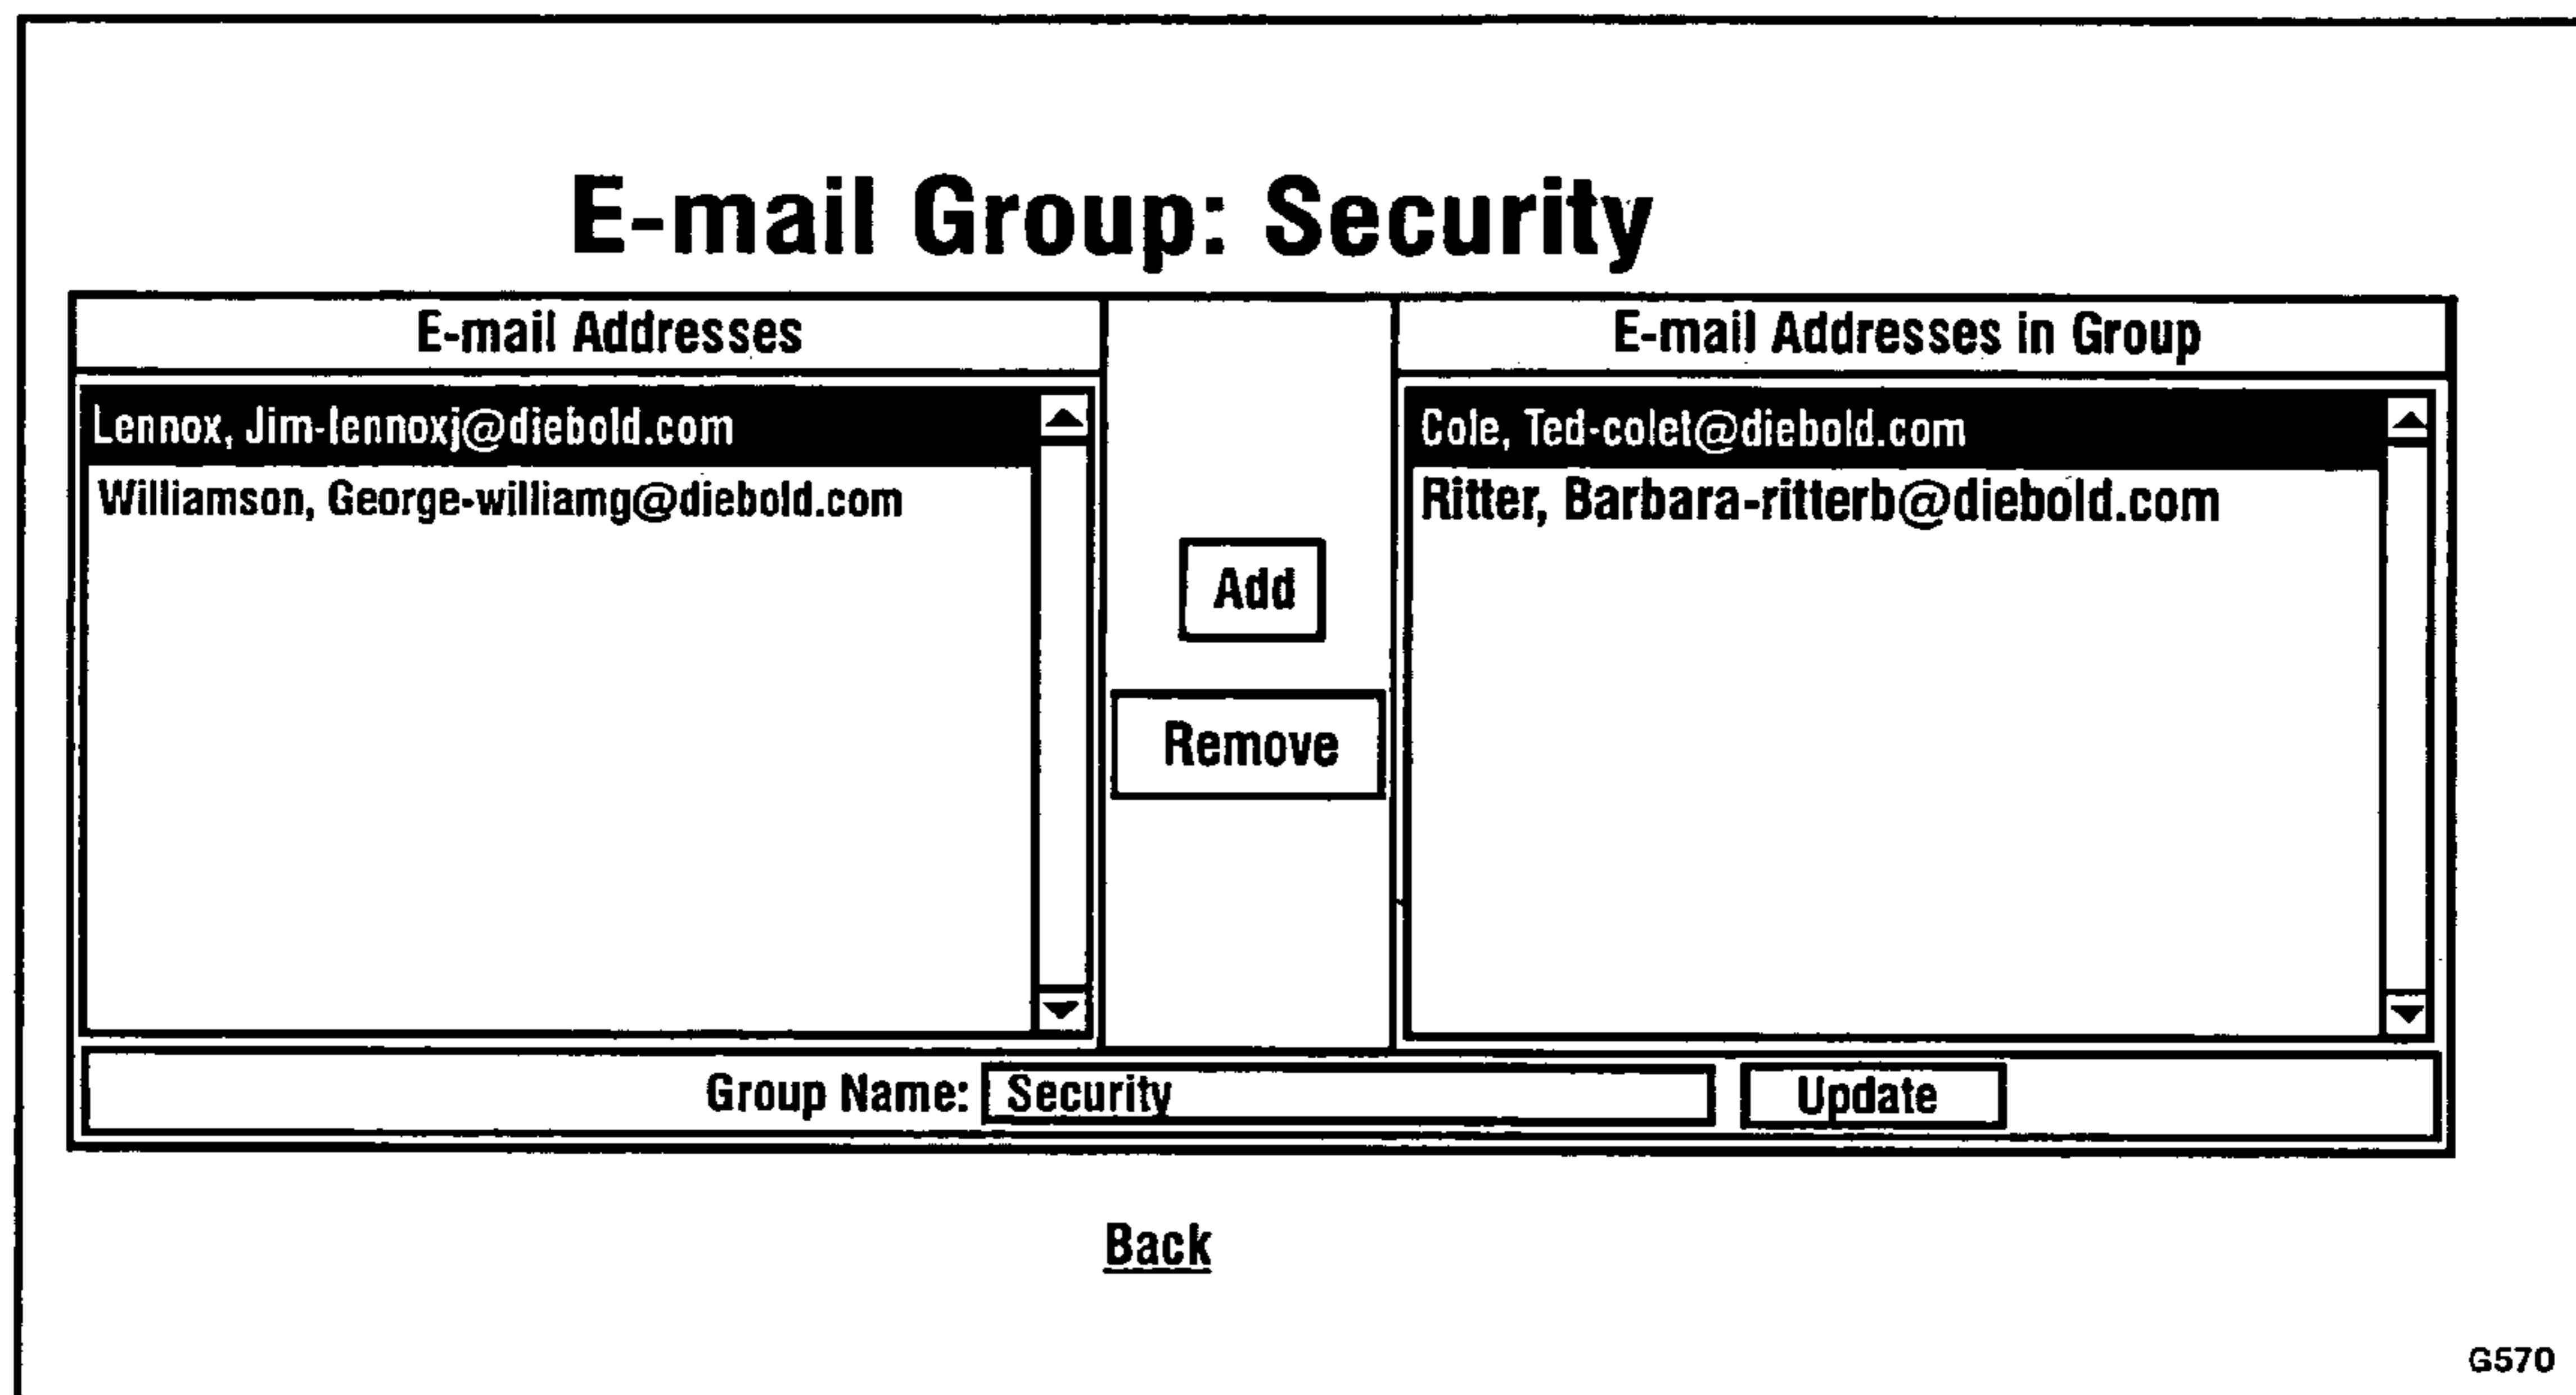 E-mail Group: Security
E-mail Addresses
E-mail Addresses in Group
Lennox, Jim-lennoxj@diebold.com
Williamson, George-williamg@diebold.com
Add
Remove
Cole, Ted-colet@diebold.com
Ritter, Barbara-ritterb@diebold.com
Group Name: Security Update
Back
G570